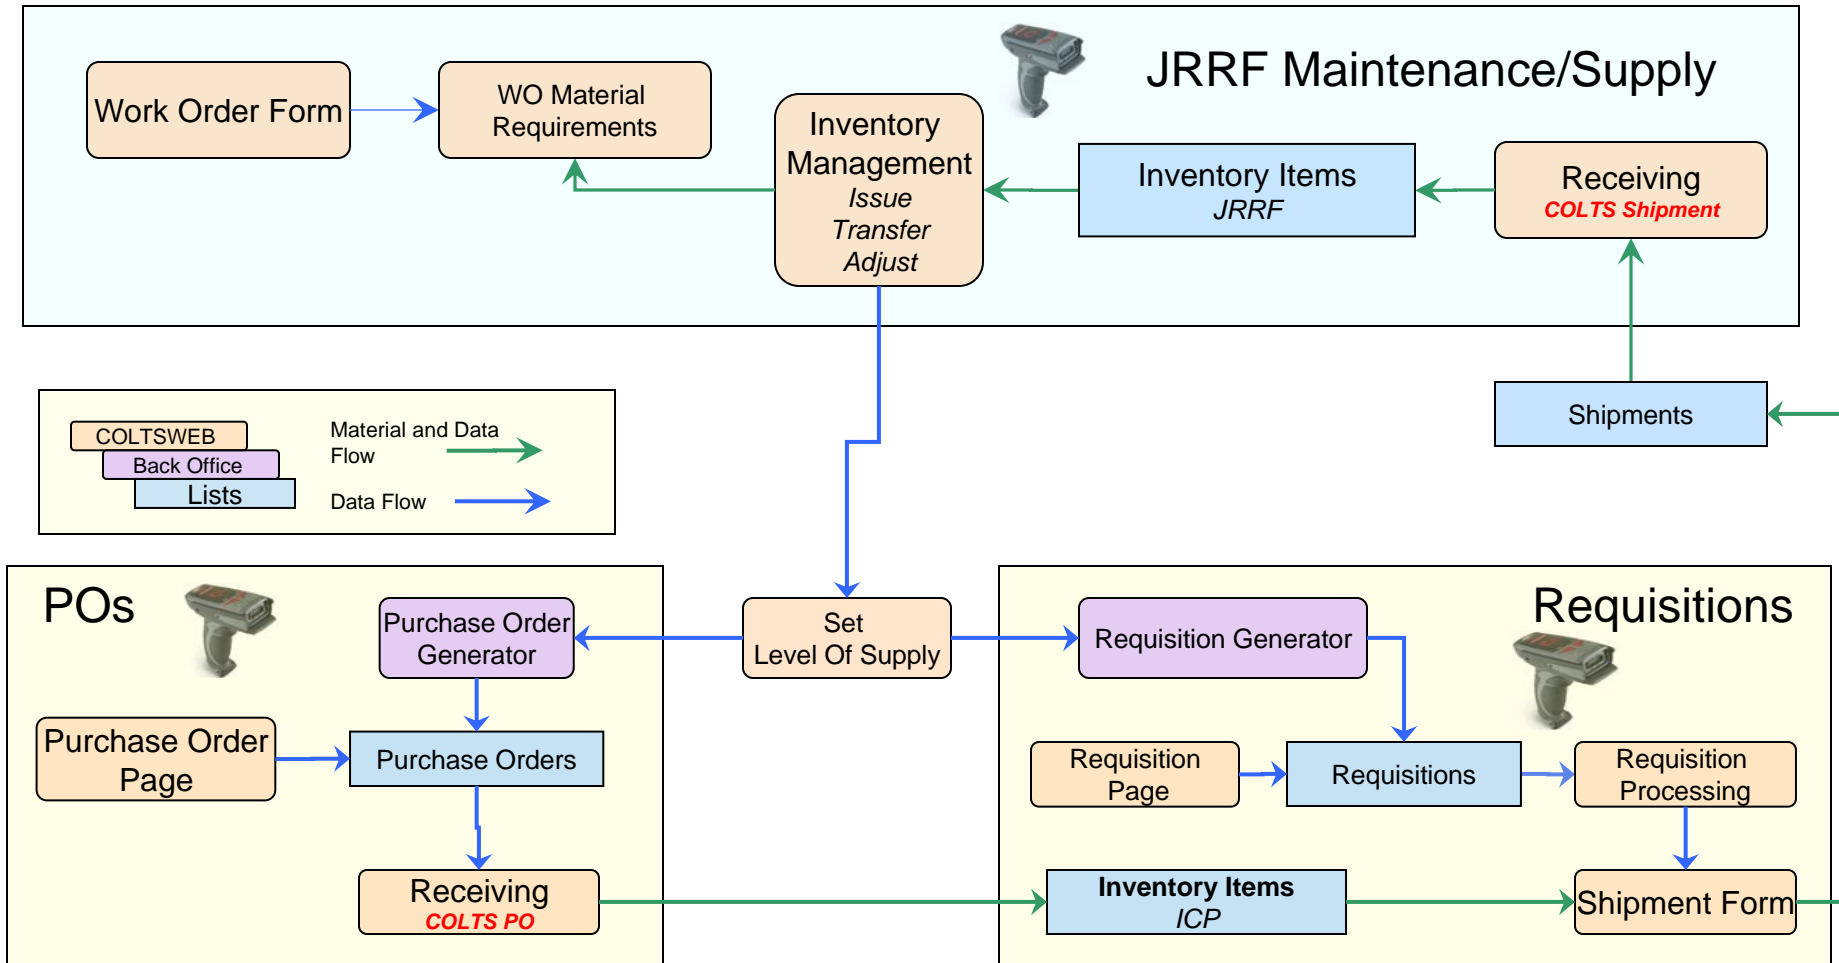 JRRF Maintenance/Supply
Work Order Form
WO Material
Requirements
Inventory
Management
Issue
Transfer
Adjust
Inventory Items
JRRF
Receiving
COLTS Shipment
Shipments
COLTSWEB
Back Office
Lists
Material and Data
Flow
Data Flow
POs
Purchase Order
Generator
Purchase Order
Page
Purchase Orders
Receiving
COLTS PO
Set
Level Of Supply
Requisitions
Requisition Generator
Requisition
Page
Requisitions
Requisition
Processing
Inventory Items
ICP
Shipment Form